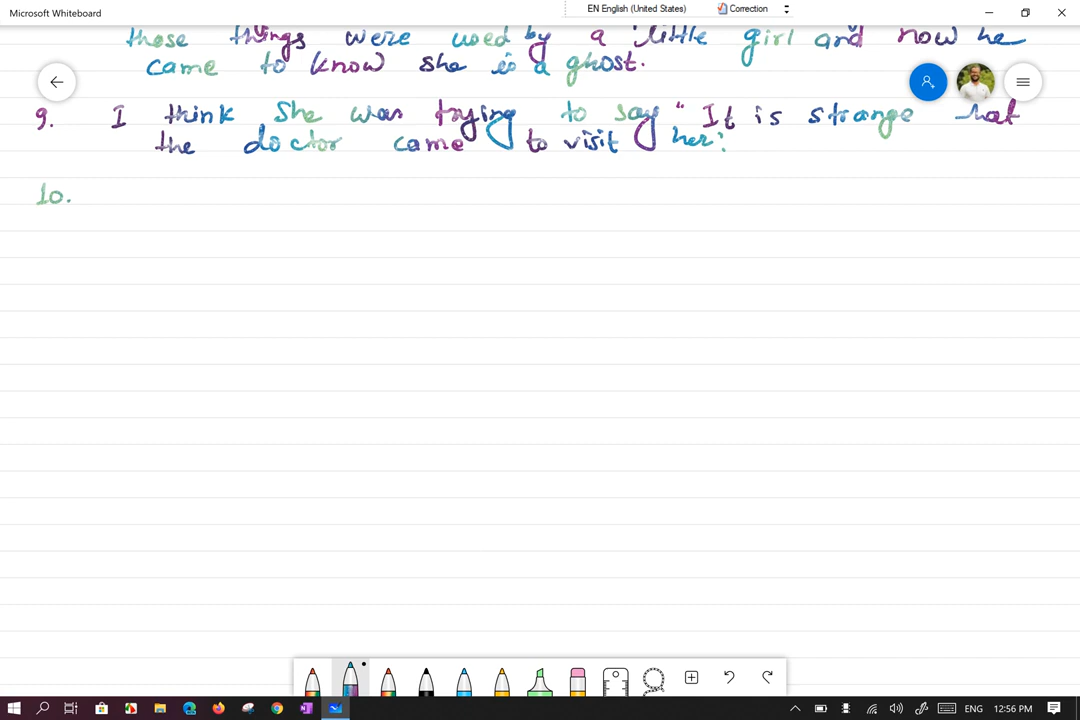 Microsoft Whiteboard
EN English (United States)
Correction
these things were used by a little girl and now he
came to know she is a ghost.
9. I think she was trying to say "It is strange that
the doctor came to visit her."
10.
ENG 12:56 PM